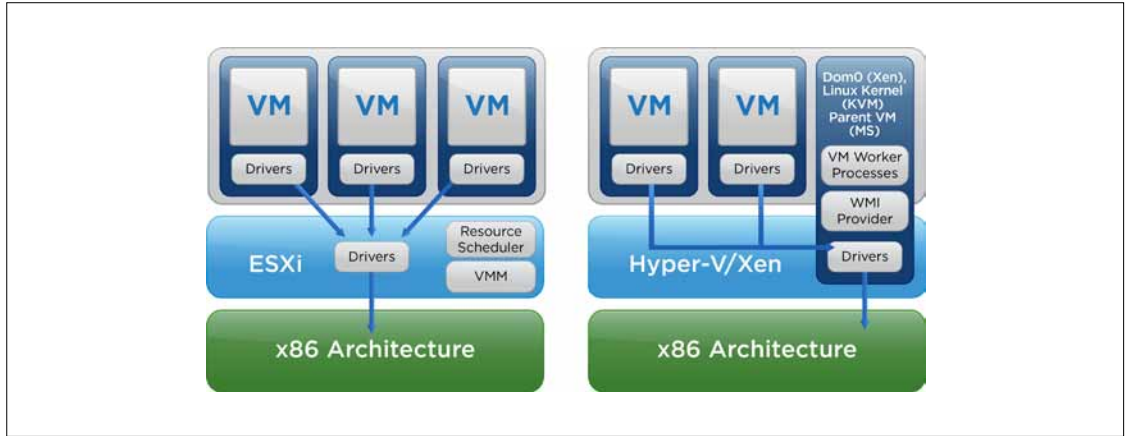 VM
VM
VM
Drivers
Drivers
Drivers
ESXi
Drivers
Resource
Scheduler
VMM
x86 Architecture
VM
VM
Drivers
Drivers
Dom0 (Xen),
Linux Kernel
(KVM)
Parent VM
(MS)
VM Worker
Processes
WMI
Provider
Drivers
Hyper-V/Xen
x86 Architecture